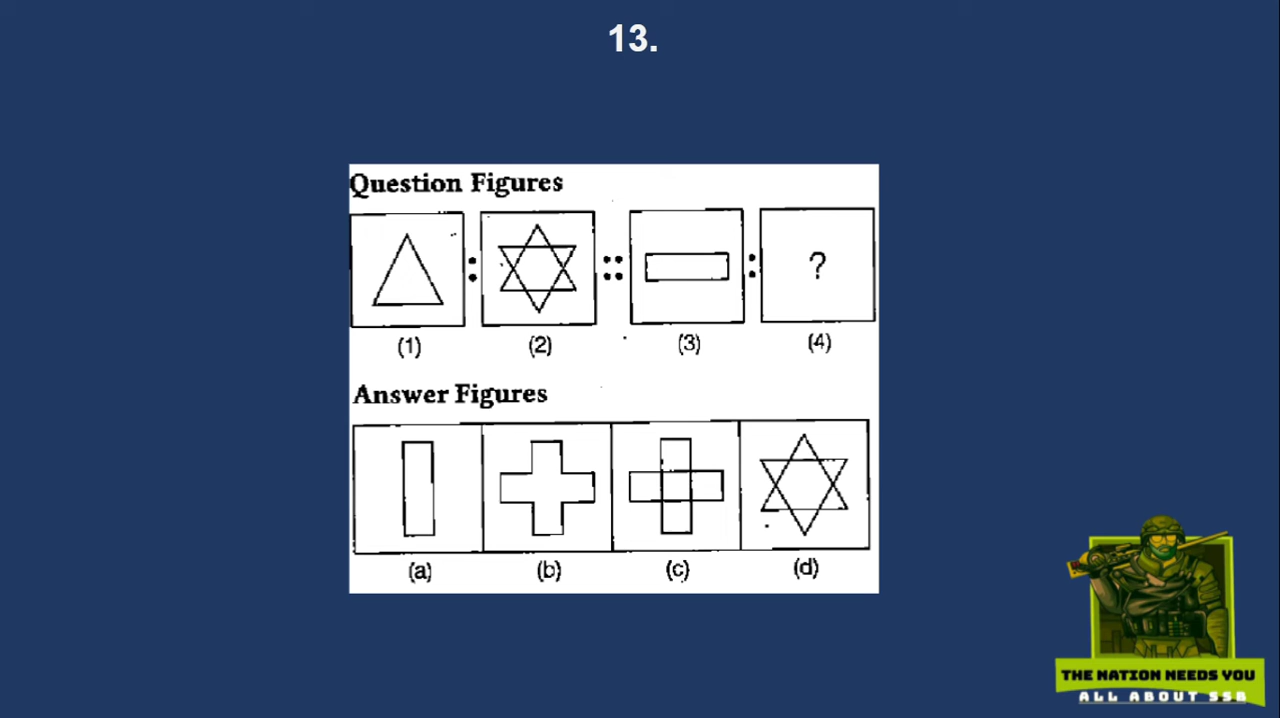 13.
Question Figures
: :: ?  :
(1) (2) (3) (4)
Answer Figures
(a) (b) (c) (d)
THE NATION NEEDS YOU
ALL ABOUT SSB